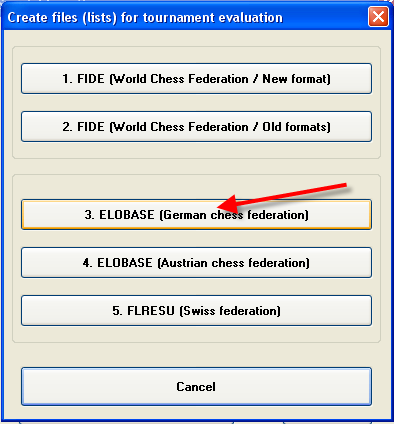 Create files (lists) for tournament evaluation
1. FIDE (World Chess Federation / New format)
2. FIDE (World Chess Federation / Old formats)
3. ELOBASE (German chess federation)
4. ELOBASE (Austrian chess federation)
5. FLRESU (Swiss federation)
Cancel